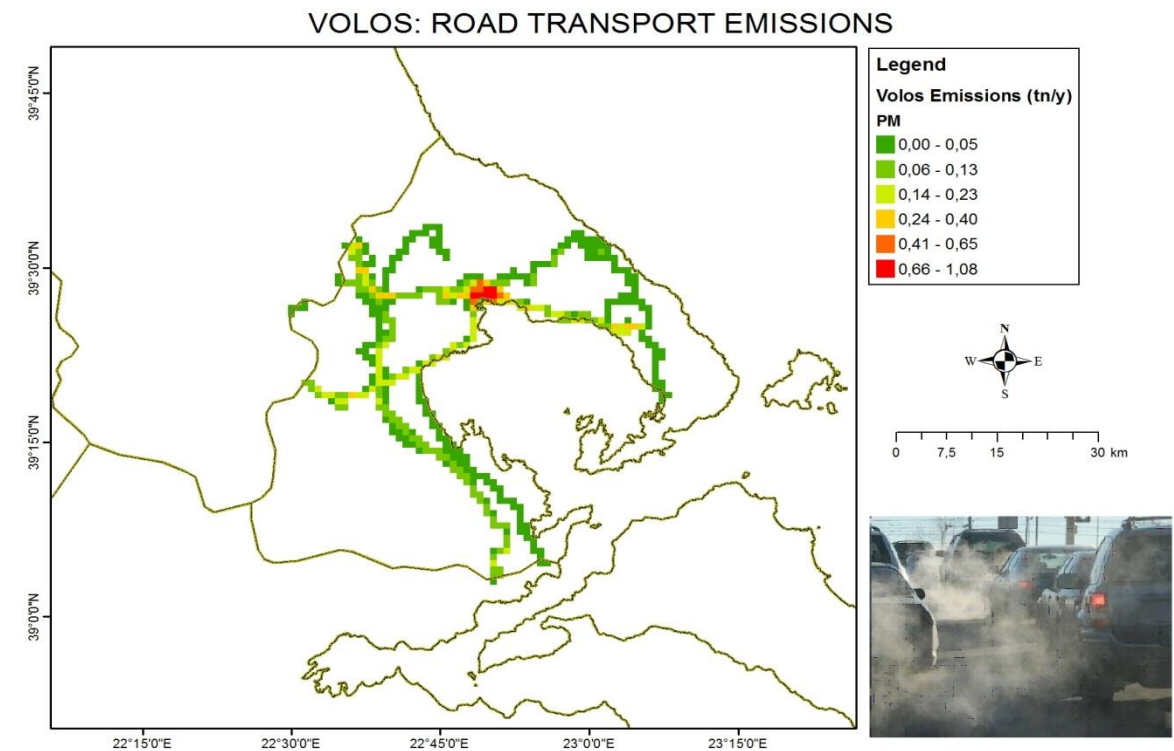 VOLOS: ROAD TRANSPORT EMISSIONS
39°45'0"N
39°30'0"N
39°15'0"N
39°0'0"N
22°15'0"E
22°30'0"E
22°45'0"E
23°0'0"E
23°15'0"E
Legend
Volos Emissions (tn/y)
PM
0,00 - 0,05
0,06 - 0,13
0,14 - 0,23
0,24 - 0,40
0,41 - 0,65
0,66 - 1,08
N
W
E
S
0 7,5 15 30 km